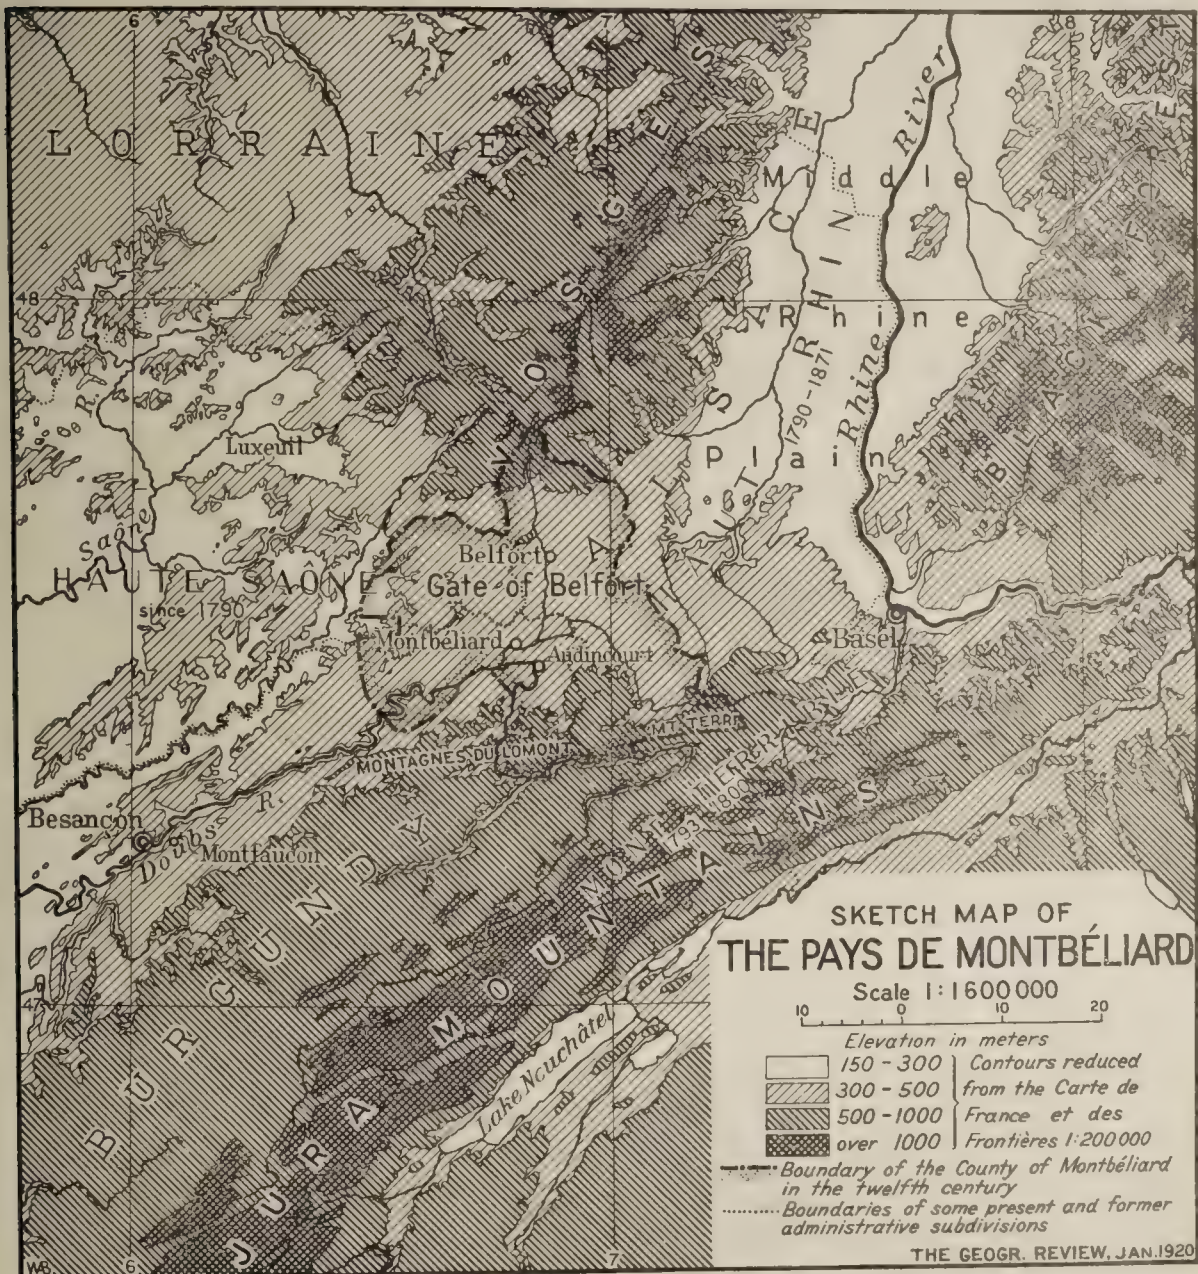 6
7
8
LORRAINE
VOSGES
ALSACE
HAUT RHIN
1790-1871
Middle
Rhine
Plain
Rhine River
BLACK FOREST
48
48
R.
Saône
Luxeuil
HAUTE SAÔNE
since 1790
Belfort
Gate of Belfort
Montbéliard
Audincourt
Basel
MONTAGNES DU LOMONT
MT. TERRI
MONT TERRIBLE
1793
1800
Besançon
Doubs R.
Montfaucon
BURGUNDY
JURA MOUNTAINS
47
Lake Neuchâtel
SKETCH MAP OF
THE PAYS DE MONTBÉLIARD
Scale 1:1600000
10 0 10 20
Elevation in meters
150-300 Contours reduced
300-500 from the Carte de
500-1000 France et des
over 1000 Frontières 1:200000
Boundary of the County of Montbéliard
in the twelfth century
Boundaries of some present and former
administrative subdivisions
THE GEOGR. REVIEW, JAN.1920
6
7